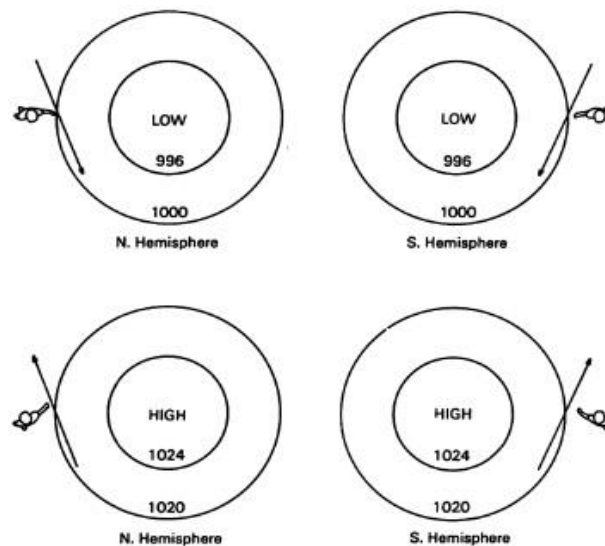 LOW
996
1000
N. Hemisphere
LOW
996
1000
S. Hemisphere
HIGH
1024
1020
N. Hemisphere
HIGH
1024
1020
S. Hemisphere